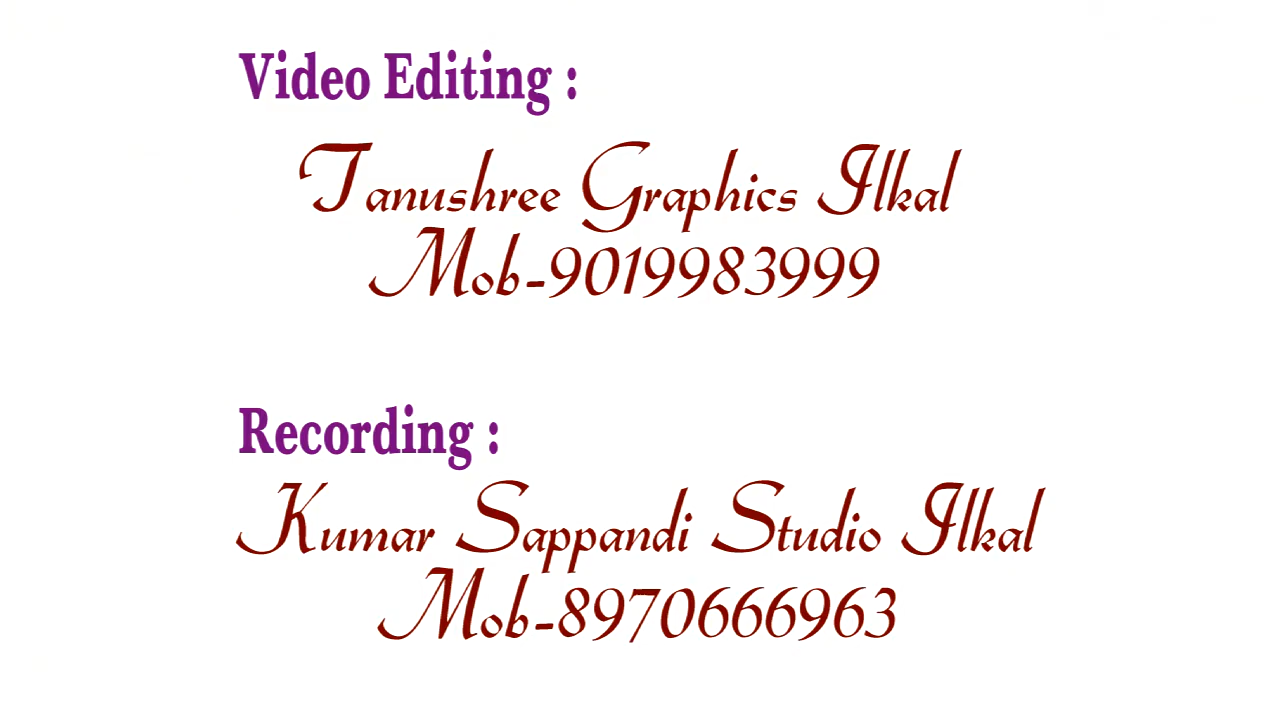 Video Editing :
Tanushree Graphics Ilkal
Mob-9019983999
Recording :
Kumar Sappandi Studio Ilkal
Mob-8970666963